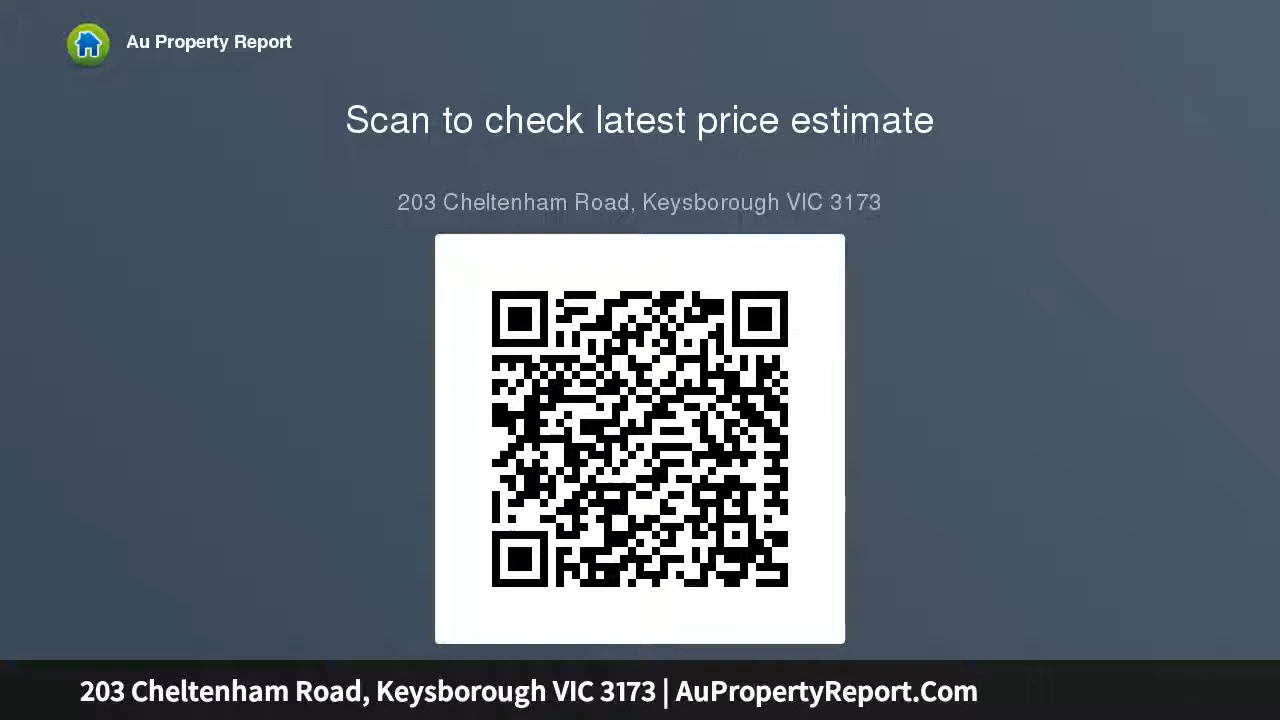 Au Property Report
Scan to check latest price estimate
203 Cheltenham Road, Keysborough VIC 3173
203 Cheltenham Road, Keysborough VIC 3173 | AuPropertyReport.Com